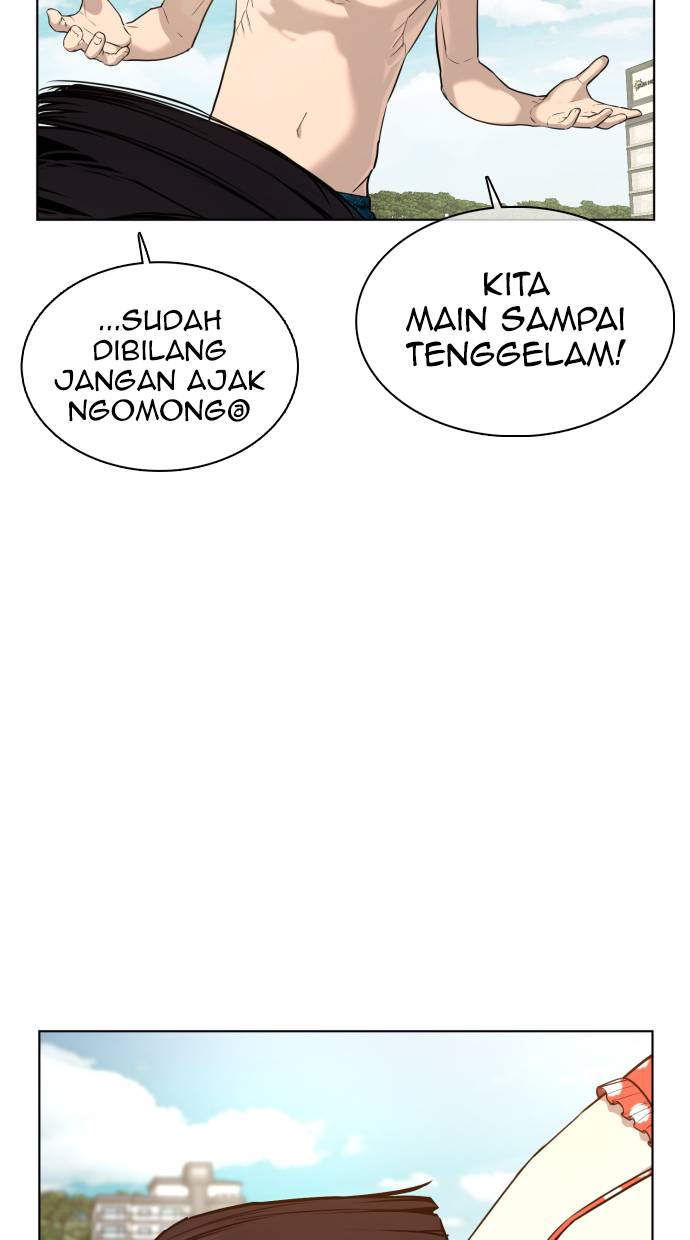 KITA
MAIN SAMPAI
TENGGELAM!
...SUDAH
DIBILANG
JANGAN AJAK
NGOMONG@